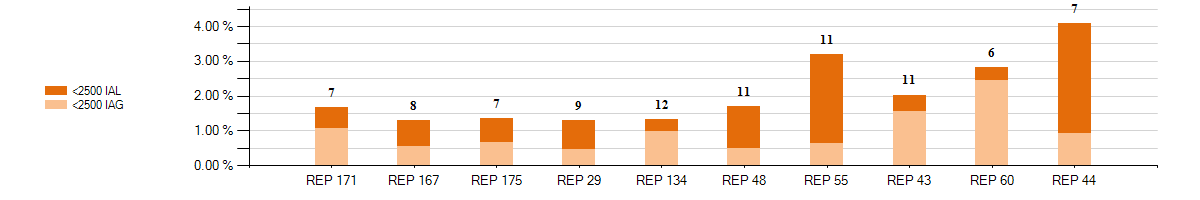 4.00 %
3.00 %
2.00 %
1.00 %
0.00 %
<2500 IAL
<2500 IAG
7
8
7
9
12
11
11
11
6
7
REP 171
REP 167
REP 175
REP 29
REP 134
REP 48
REP 55
REP 43
REP 60
REP 44